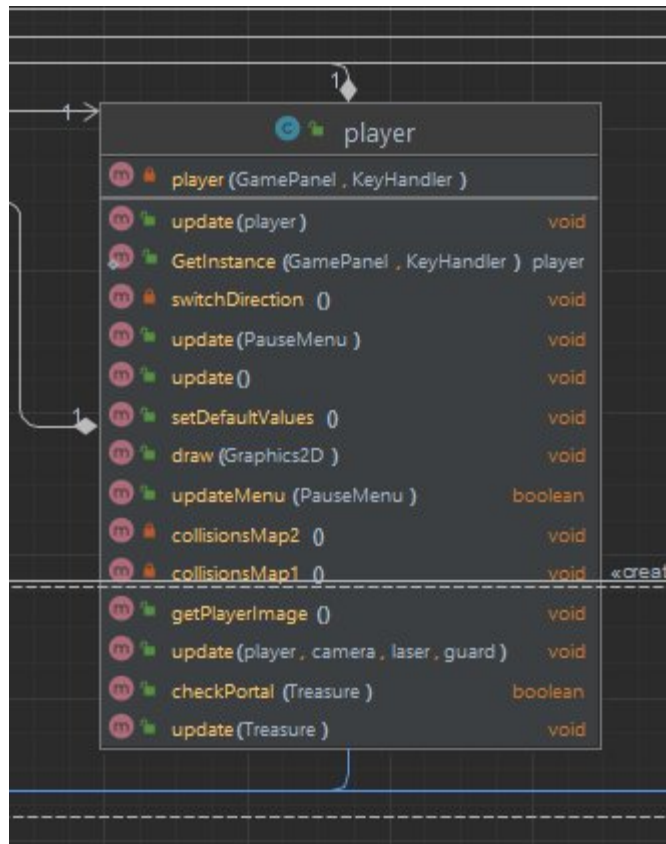 1
1
player
player (GamePanel , KeyHandler )
update (player ) void
GetInstance (GamePanel , KeyHandler ) player
switchDirection () void
update (PauseMenu ) void
update () void
setDefaultValues () void
draw (Graphics2D ) void
1
updateMenu (PauseMenu ) boolean
collisionsMap2 () void
collisionsMap1 () void «creat
getPlayerImage () void
update (player , camera , laser , guard ) void
checkPortal (Treasure ) boolean
update (Treasure ) void